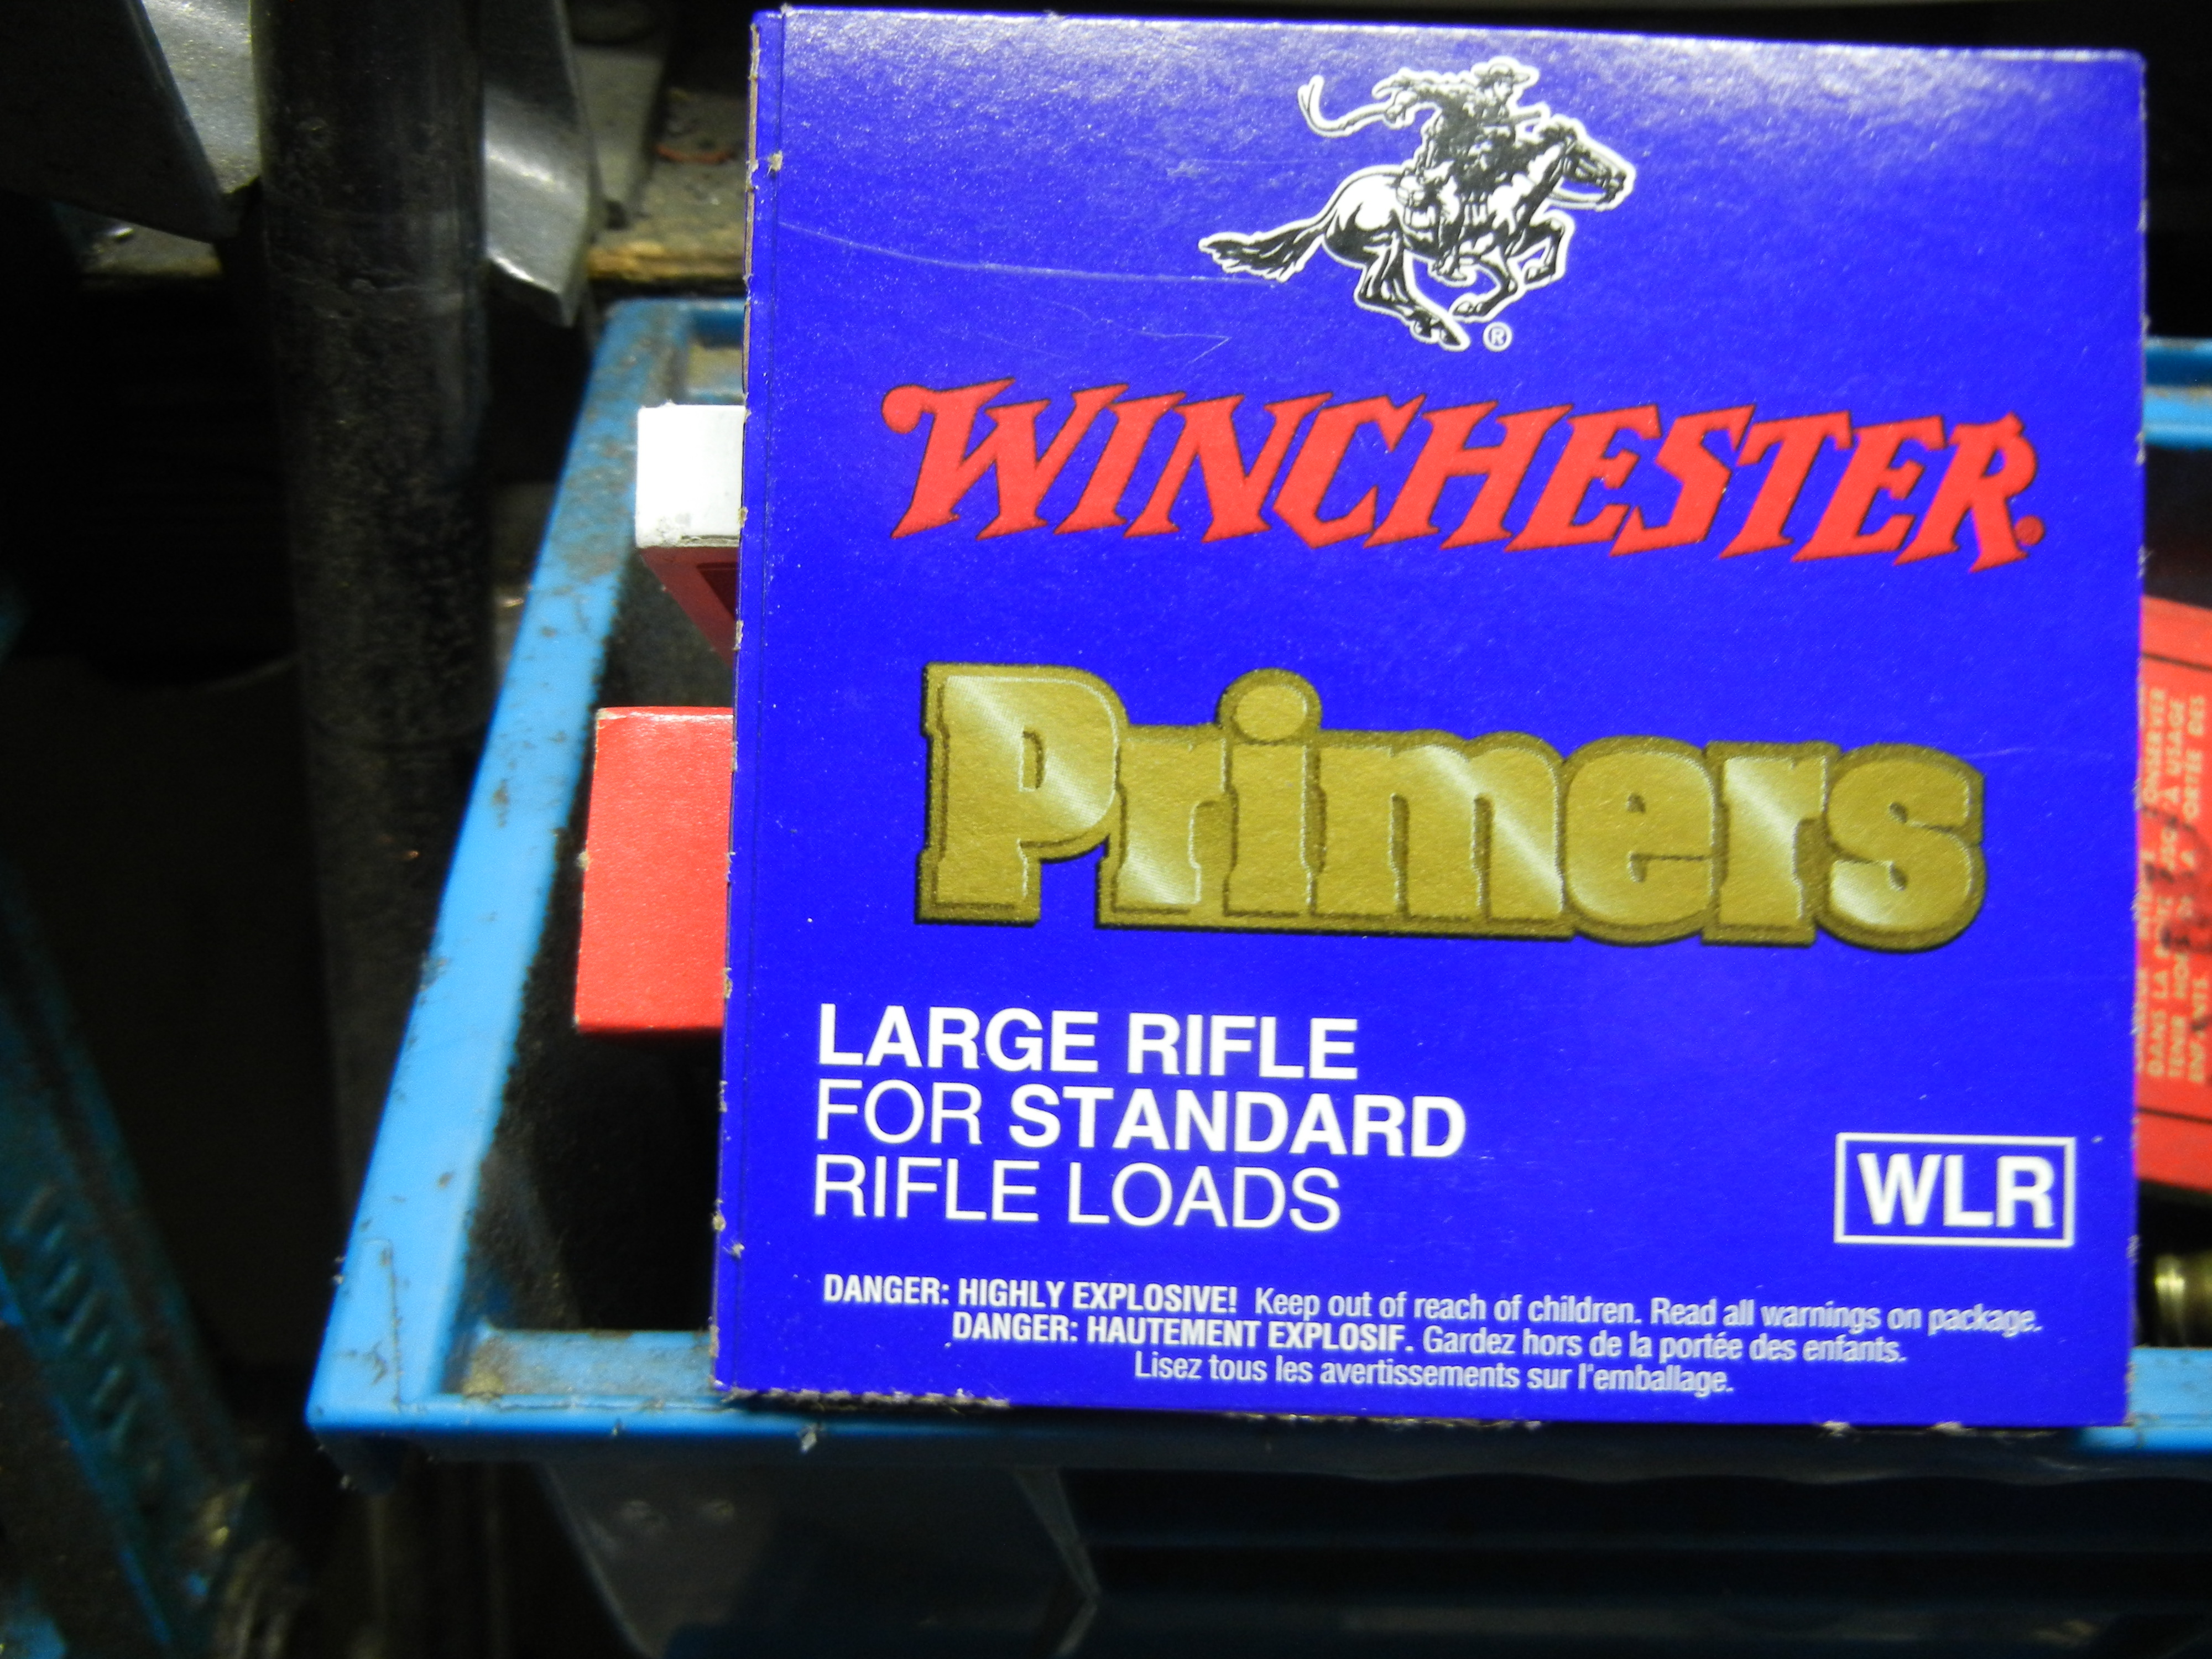 ®
WINCHESTER®
Primers
LARGE RIFLE
FOR STANDARD
RIFLE LOADS
WLR
DANGER: HIGHLY EXPLOSIVE! Keep out of reach of children. Read all warnings on package.
DANGER: HAUTEMENT EXPLOSIF. Gardez hors de la portée des enfants.
Lisez tous les avertissements sur l'emballage.
DANS LA